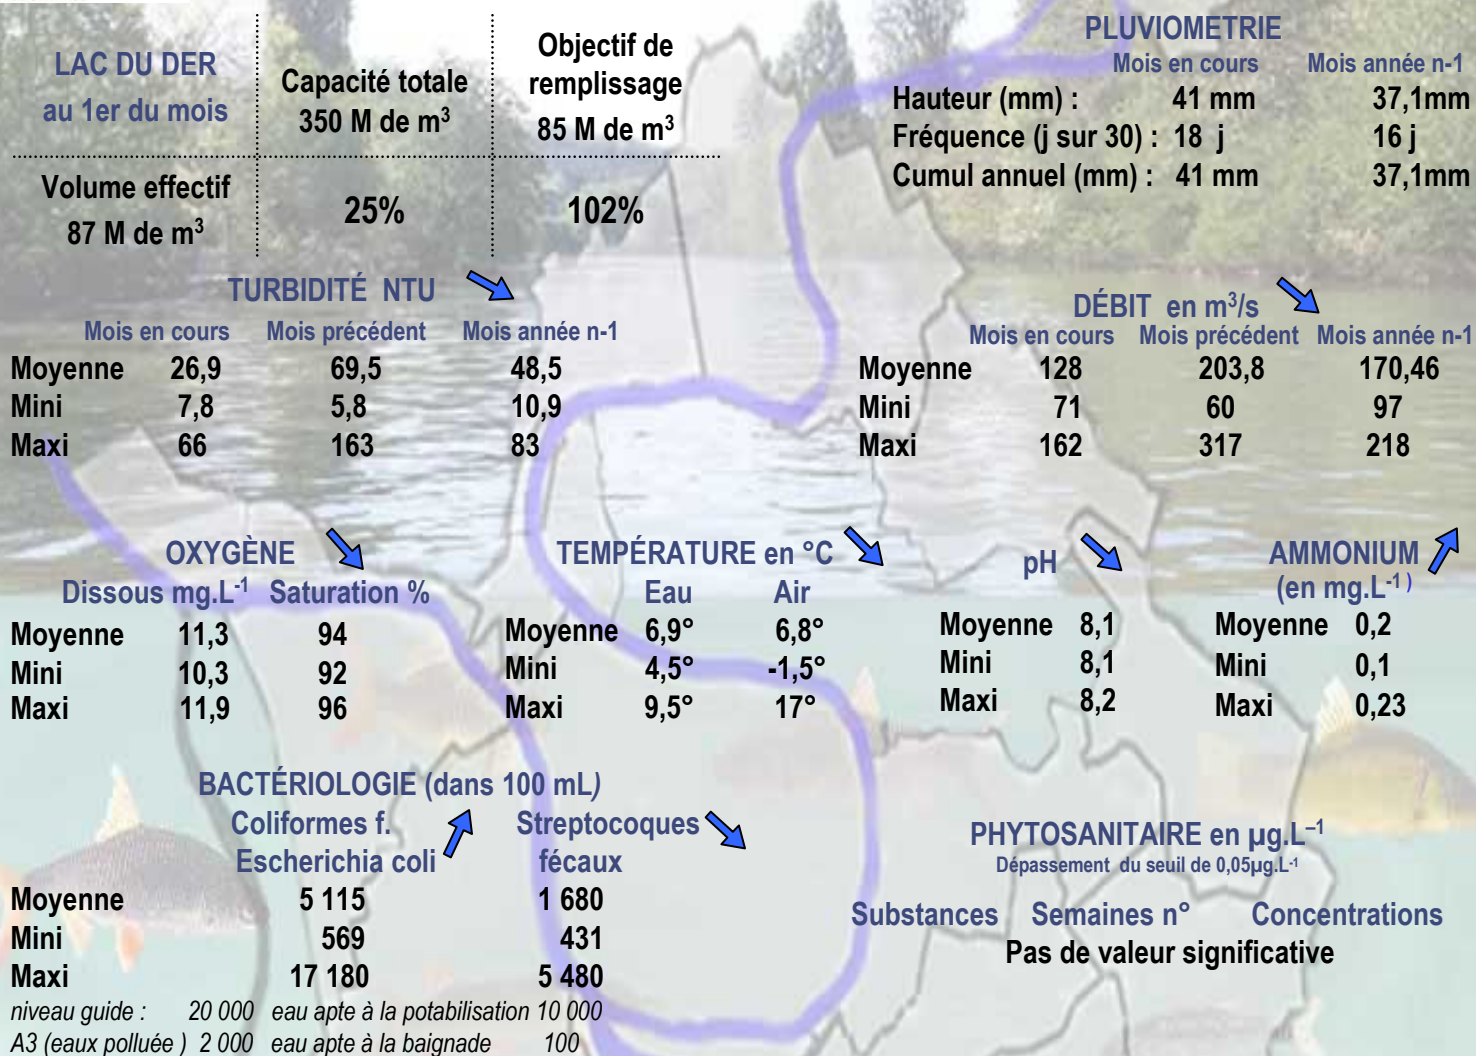 LAC DU DER
au 1er du mois
Capacité totale
350 M de m³
Objectif de
remplissage
85 M de m³
Volume effectif
87 M de m³
25%
102%
PLUVIOMETRIE
Mois en cours Mois année n-1
Hauteur (mm) : 41 mm 37,1mm
Fréquence (j sur 30) : 18 j 16 j
Cumul annuel (mm) : 41 mm 37,1mm
TURBIDITÉ NTU
Mois en cours Mois précédent Mois année n-1
Moyenne 26,9 69,5 48,5
Mini 7,8 5,8 10,9
Maxi 66 163 83
DÉBIT en m³/s
Mois en cours Mois précédent Mois année n-1
Moyenne 128 203,8 170,46
Mini 71 60 97
Maxi 162 317 218
OXYGÈNE
Dissous mg.L⁻¹ Saturation %
Moyenne 11,3 94
Mini 10,3 92
Maxi 11,9 96
TEMPÉRATURE en °C
Eau Air
Moyenne 6,9° 6,8°
Mini 4,5° -1,5°
Maxi 9,5° 17°
pH
Moyenne 8,1
Mini 8,1
Maxi 8,2
AMMONIUM
(en mg.L⁻¹ )
Moyenne 0,2
Mini 0,1
Maxi 0,23
BACTÉRIOLOGIE (dans 100 mL)
Coliformes f. Streptocoques
Escherichia coli fécaux
Moyenne 5 115 1 680
Mini 569 431
Maxi 17 180 5 480
niveau guide : 20 000 eau apte à la potabilisation 10 000
A3 (eaux polluée ) 2 000 eau apte à la baignade 100
PHYTOSANITAIRE en µg.L⁻¹
Dépassement du seuil de 0,05µg.L⁻¹
Substances Semaines n° Concentrations
Pas de valeur significative